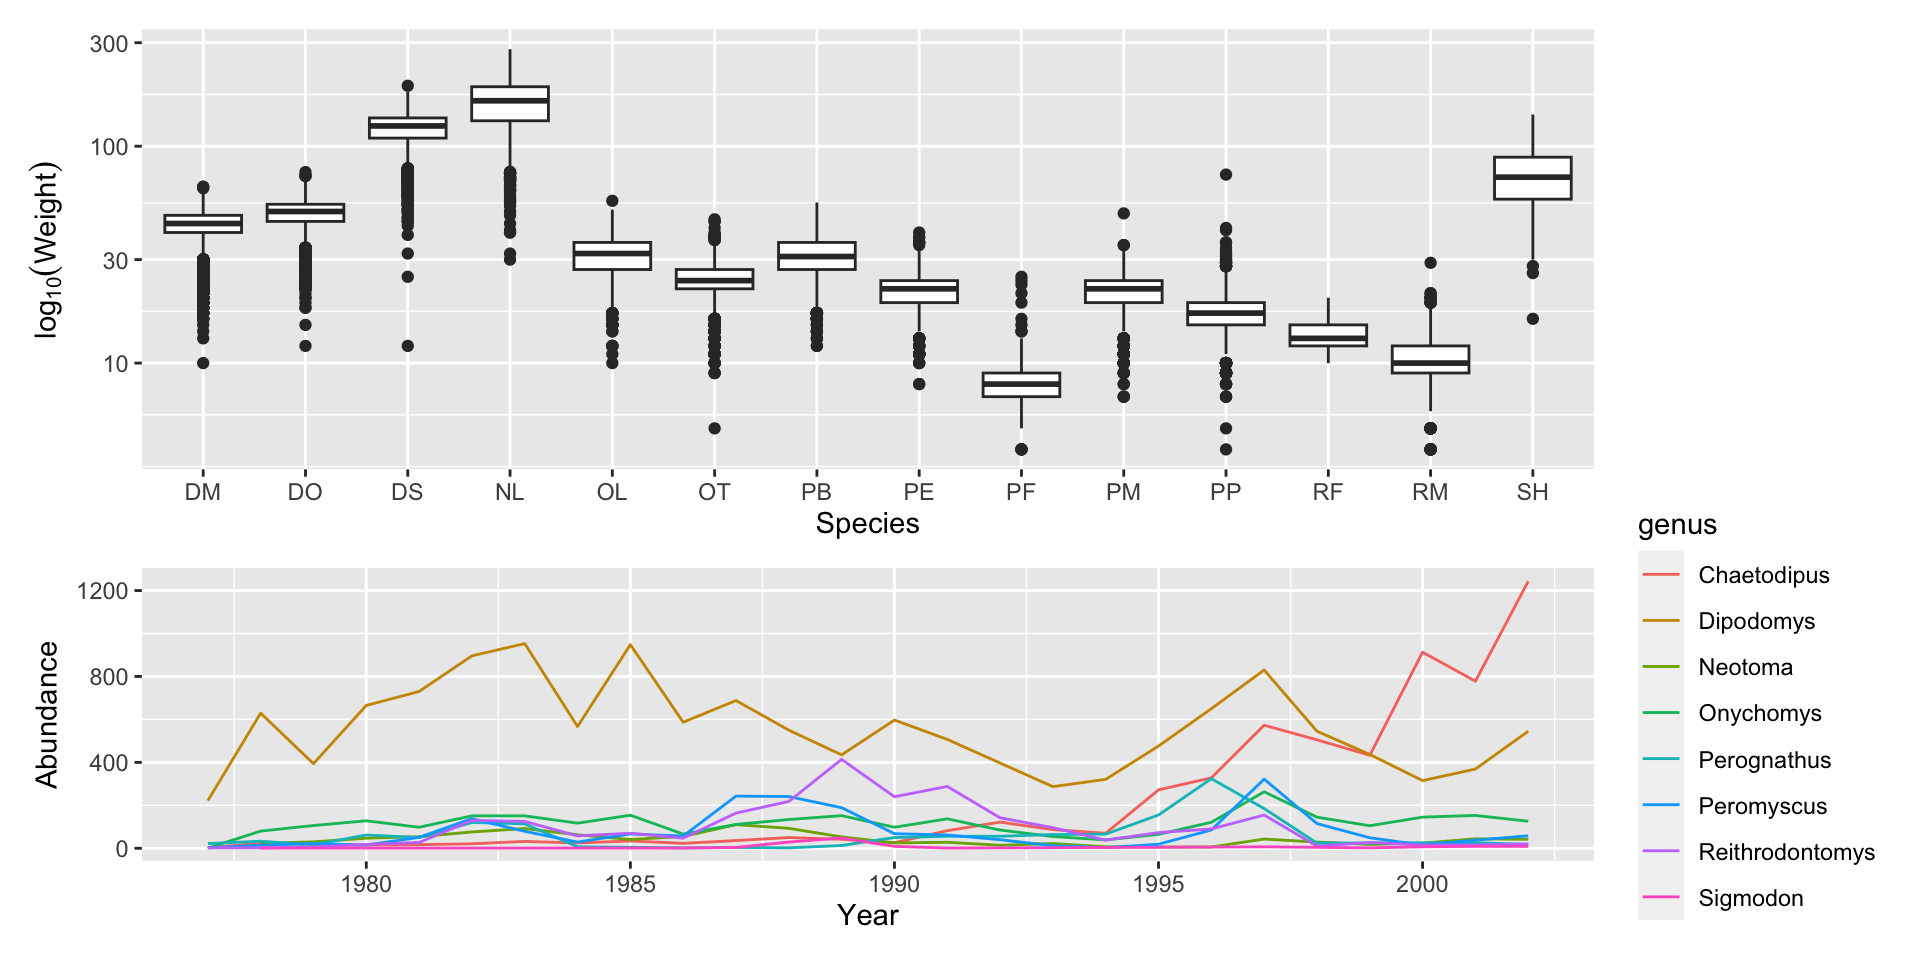 300
100
30
10
log10(Weight)
DM DO DS NL OL OT PB PE PF PM PP RF RM SH
Species
1200
800
400
0
Abundance
1980 1985 1990 1995 2000
Year
genus
Chaetodipus
Dipodomys
Neotoma
Onychomys
Perognathus
Peromyscus
Reithrodontomys
Sigmodon